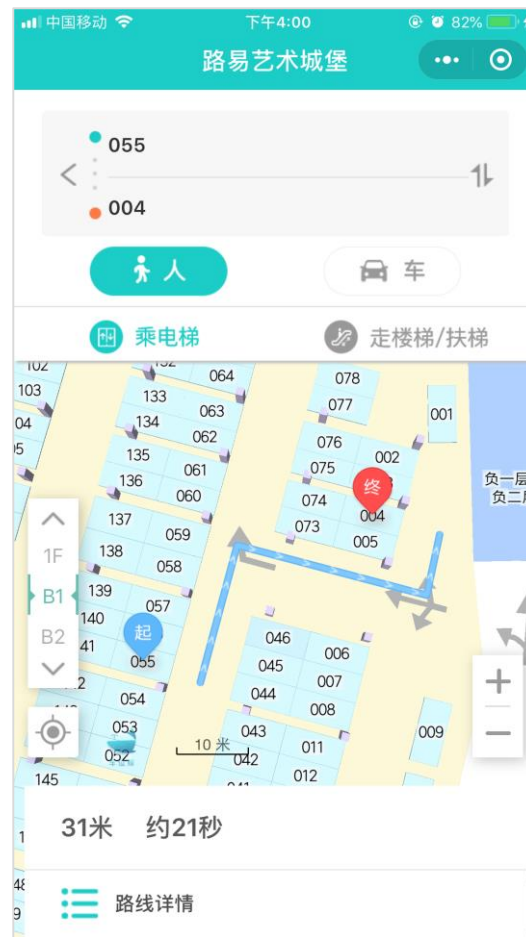 中国移动 下午4:00 82%
路易艺术城堡
055
004
人 车
乘电梯 走楼梯/扶梯
102 064 078
103 133 063 077 001
04 134 062 076 002
135 061 075 终
136 060 074 004
137 059 073 005
1F 138 058
B1 139 057
B2 140 起 046 006
41 055 045 007
054 044 008
053 043 011 009
052 10 米 042
012
145
负一层
31米 约21秒
48 路线详情
9